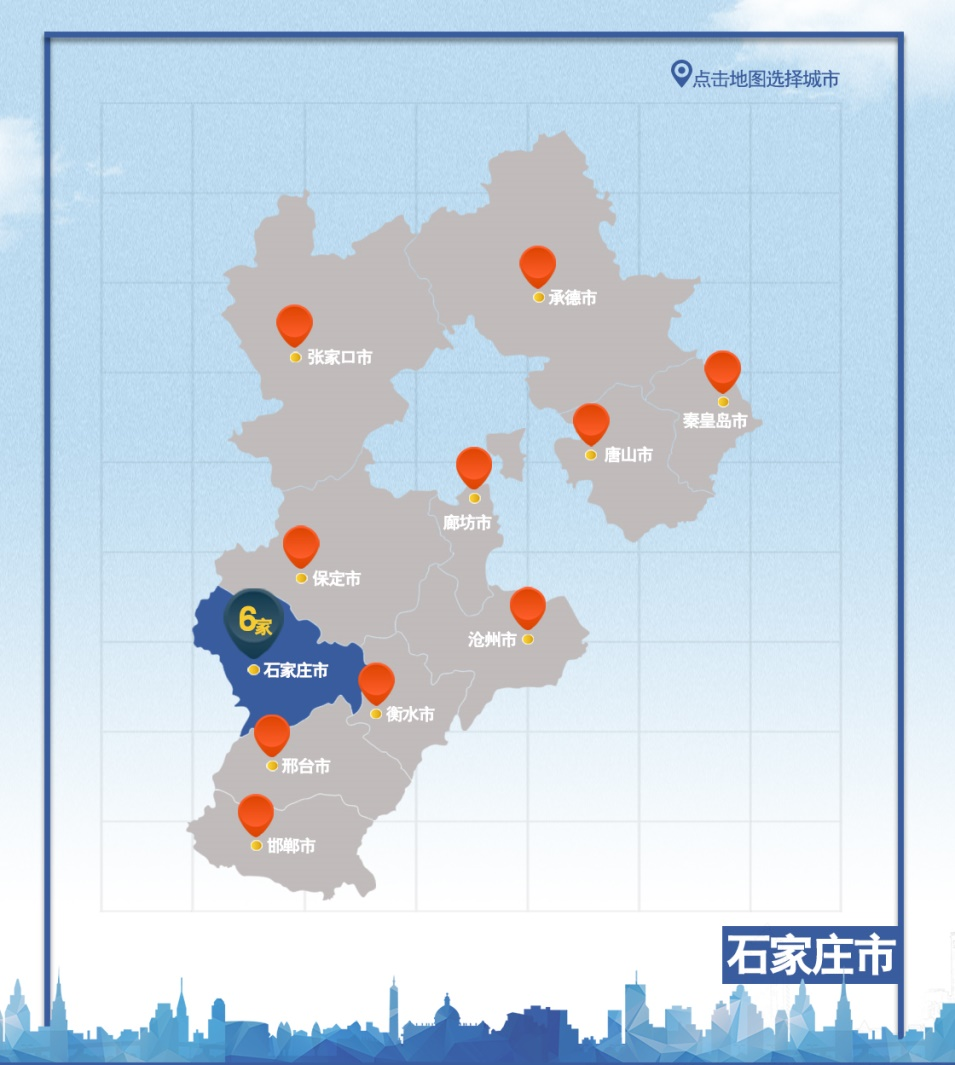 点击地图选择城市
承德市
张家口市
秦皇岛市
唐山市
廊坊市
保定市
6家
沧州市
石家庄市
衡水市
邢台市
邯郸市
石家庄市